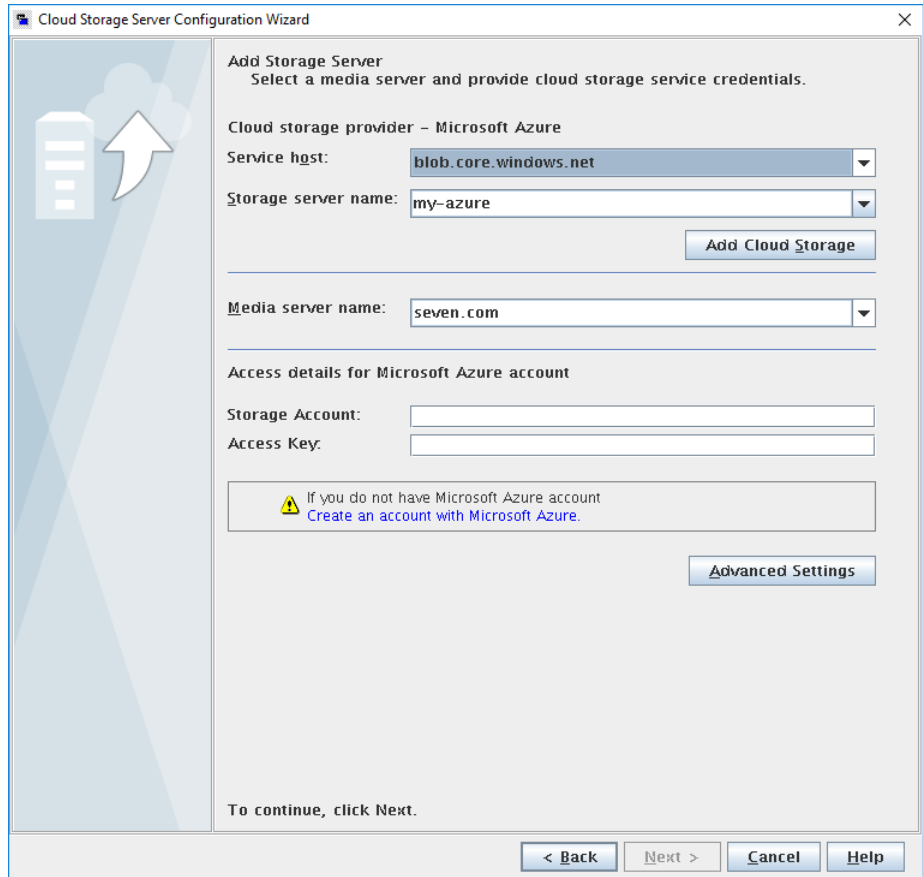 Cloud Storage Server Configuration Wizard
Add Storage Server
Select a media server and provide cloud storage service credentials.
Cloud storage provider – Microsoft Azure
Service host: blob.core.windows.net
Storage server name: my-azure
Add Cloud Storage
Media server name: seven.com
Access details for Microsoft Azure account
Storage Account:
Access Key:
If you do not have Microsoft Azure account
Create an account with Microsoft Azure.
Advanced Settings
To continue, click Next.
< Back Next > Cancel Help